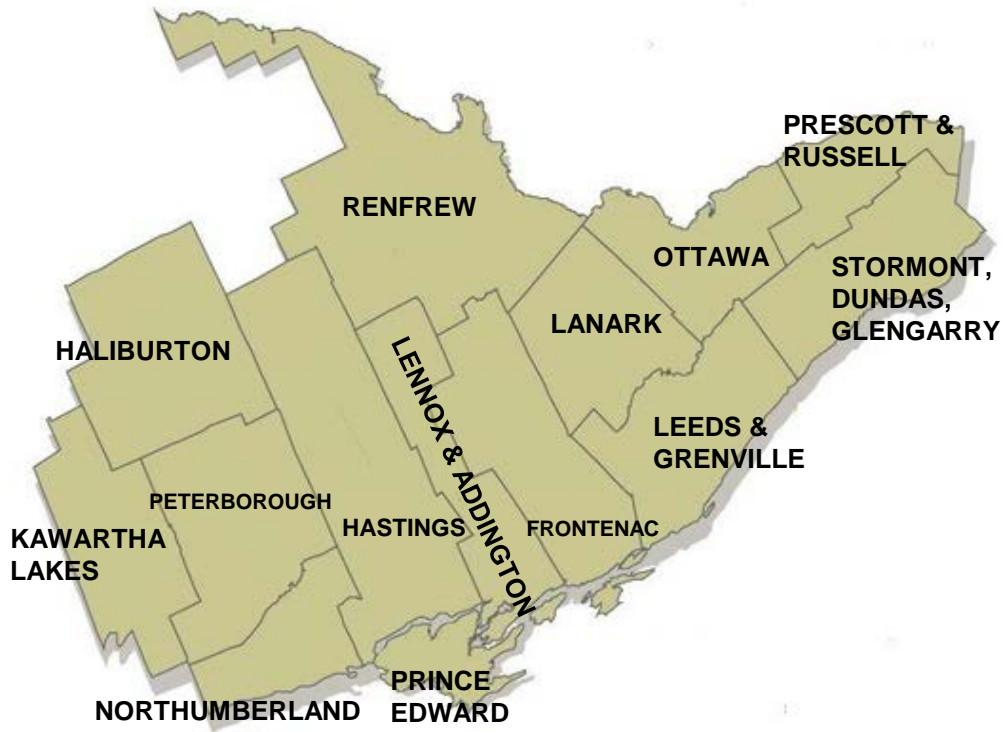 PRESCOTT &
RUSSELL
RENFREW
OTTAWA
STORMONT,
DUNDAS,
GLENGARRY
LANARK
HALIBURTON
LENNOX & ADDINGTON
LEEDS &
GRENVILLE
PETERBOROUGH
HASTINGS
FRONTENAC
KAWARTHA
LAKES
PRINCE
EDWARD
NORTHUMBERLAND